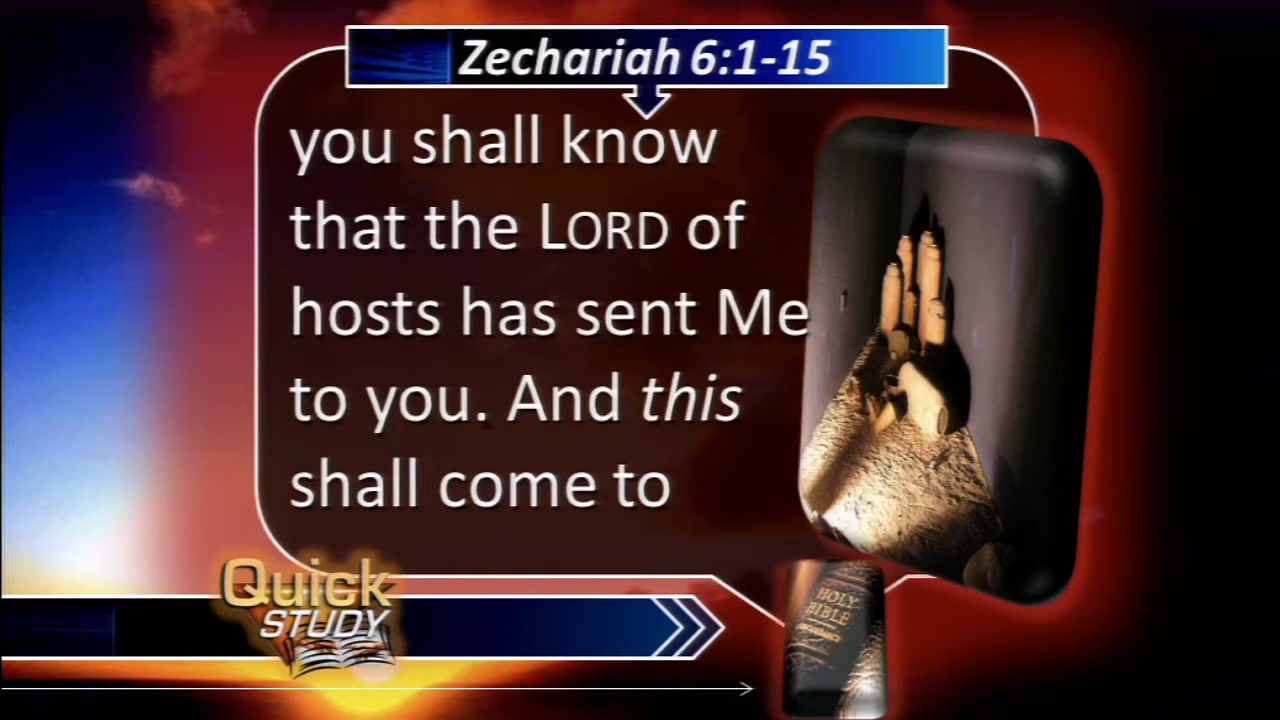 Zechariah 6:1-15
you shall know
that the LORD of
hosts has sent Me
to you. And this
shall come to
Quick
STUDY
HOLY
BIBLE